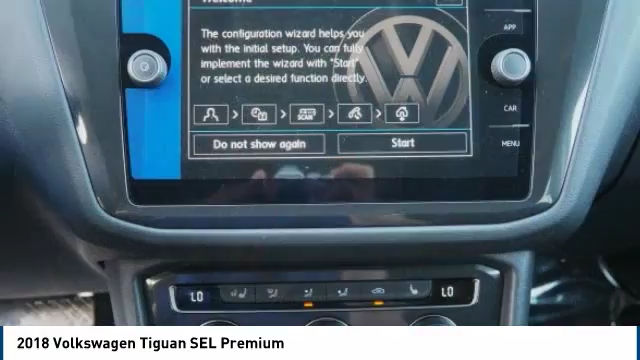 Welcome
The configuration wizard helps you
with the initial setup. You can fully
implement the wizard with "Start"
or select a desired function directly.
SCAN
Do not show again
Start
APP
CAR
MENU
LO
LO
2018 Volkswagen Tiguan SEL Premium